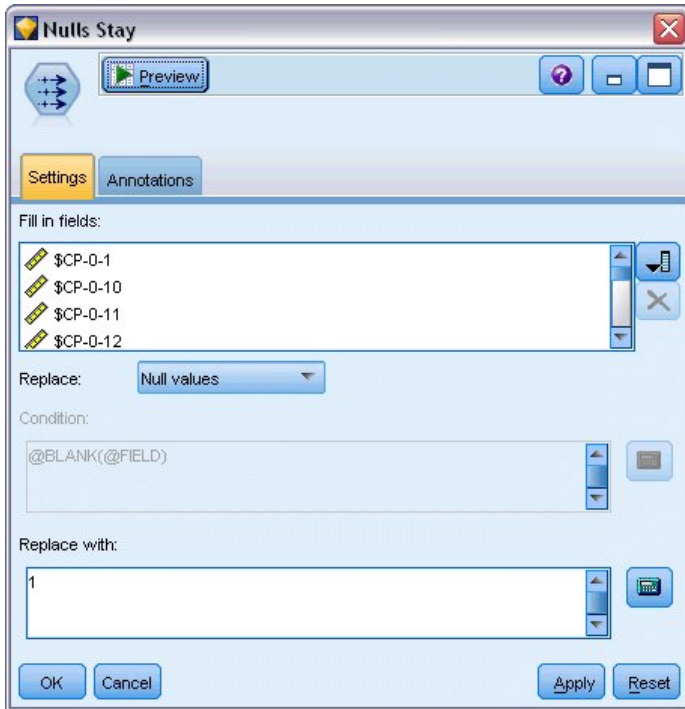 Nulls Stay
Preview
Settings Annotations
Fill in fields:
$CP-0-1
$CP-0-10
$CP-0-11
$CP-0-12
Replace: Null values
Condition:
@BLANK(@FIELD)
Replace with:
1
OK Cancel Apply Reset